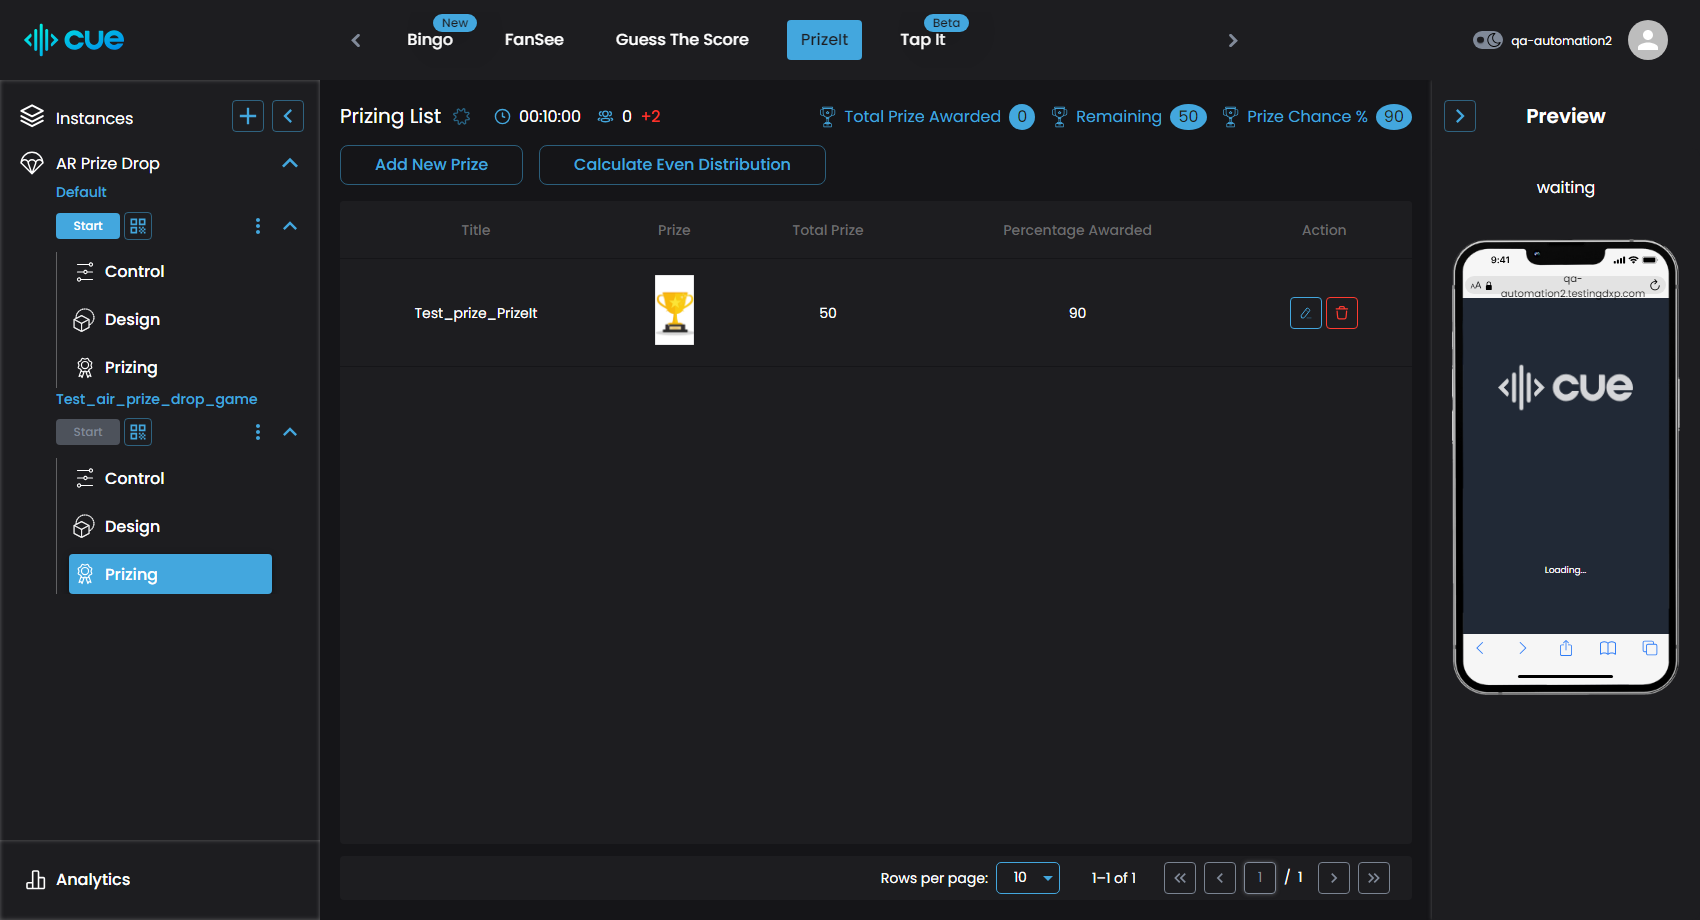 cue
New
Bingo
FanSee
Guess The Score
PrizeIt
Beta
Tap It
qa-automation2
Instances
AR Prize Drop
Default
Start
Control
Design
Prizing
Test_air_prize_drop_game
Start
Control
Design
Prizing
Analytics
Prizing List
00:10:00
0 +2
Total Prize Awarded 0
Remaining 50
Prize Chance % 90
Add New Prize
Calculate Even Distribution
Title Prize Total Prize Percentage Awarded Action
Test_prize_PrizeIt 50 90
Rows per page: 10 1–1 of 1 1 / 1
Preview
waiting
9:41
AA
qa-
automation2.testingdxp.com
cue
Loading...